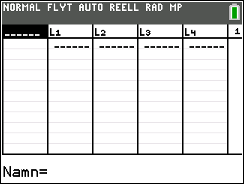 NORMAL FLYT AUTO REELL RAD MP
------ L1 L2 L3 L4 1
------ ------ ------ ------
Namn=